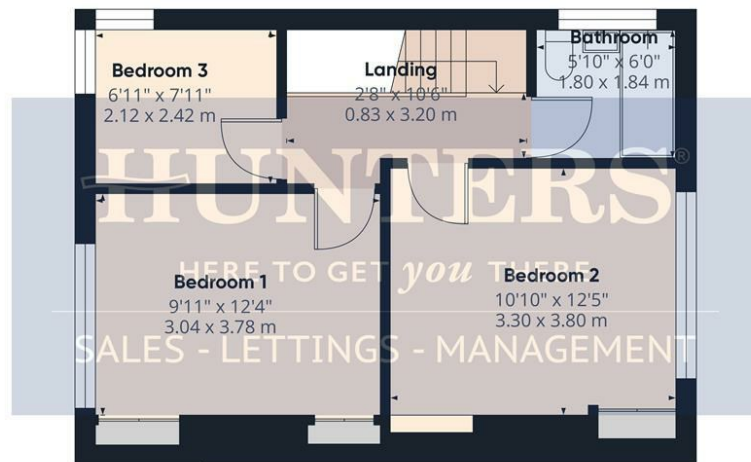 Bedroom 3
6'11" x 7'11"
2.12 x 2.42 m
Landing
2'8" x 10'6"
0.83 x 3.20 m
Bathroom
5'10" x 6'0"
1.80 x 1.84 m
HUNTERS®
HERE TO GET you THERE
Bedroom 1
9'11" x 12'4"
3.04 x 3.78 m
Bedroom 2
10'10" x 12'5"
3.30 x 3.80 m
SALES - LETTINGS - MANAGEMENT